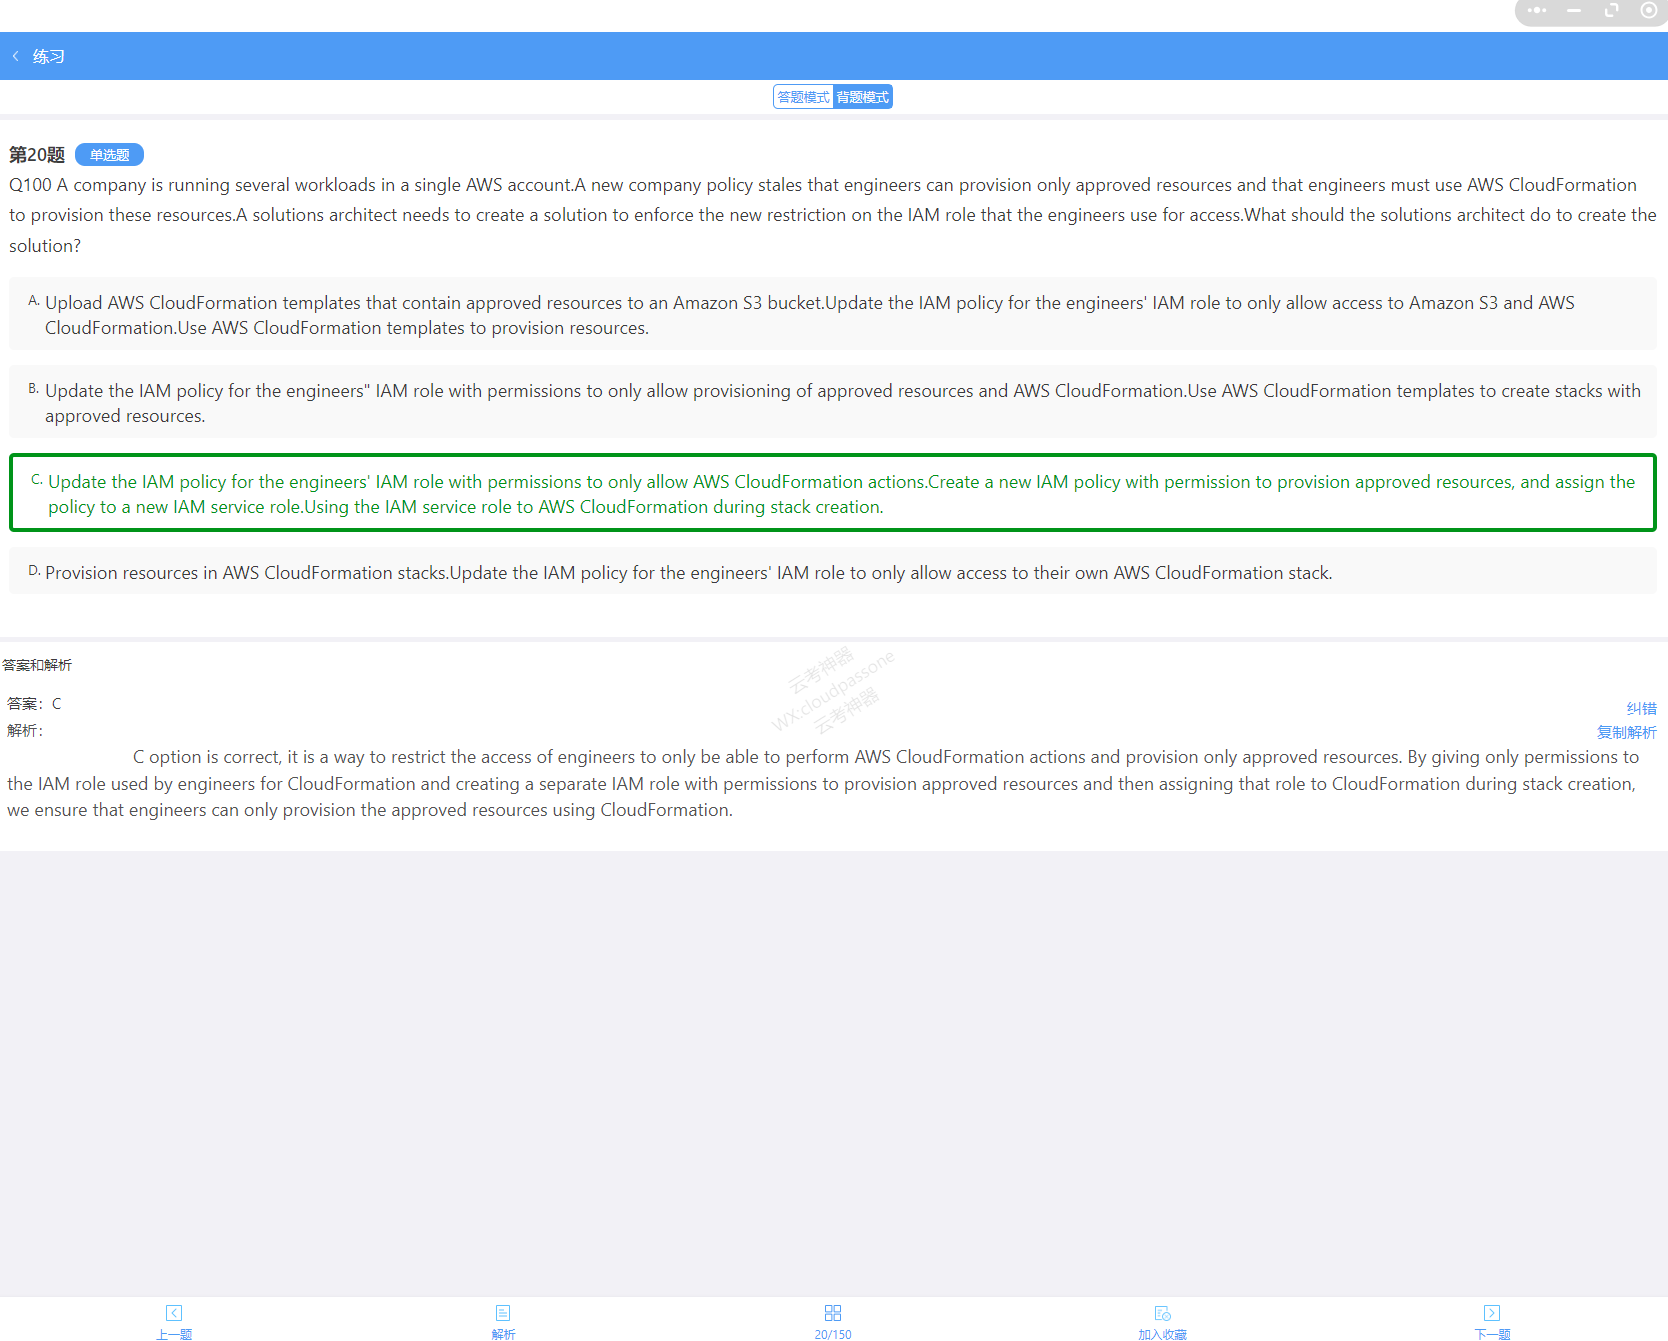 练习
答题模式 背题模式
第20题 单选题
Q100 A company is running several workloads in a single AWS account.A new company policy stales that engineers can provision only approved resources and that engineers must use AWS CloudFormation
to provision these resources.A solutions architect needs to create a solution to enforce the new restriction on the IAM role that the engineers use for access.What should the solutions architect do to create the
solution?
A. Upload AWS CloudFormation templates that contain approved resources to an Amazon S3 bucket.Update the IAM policy for the engineers' IAM role to only allow access to Amazon S3 and AWS
CloudFormation.Use AWS CloudFormation templates to provision resources.
B. Update the IAM policy for the engineers" IAM role with permissions to only allow provisioning of approved resources and AWS CloudFormation.Use AWS CloudFormation templates to create stacks with
approved resources.
C. Update the IAM policy for the engineers' IAM role with permissions to only allow AWS CloudFormation actions.Create a new IAM policy with permission to provision approved resources, and assign the
policy to a new IAM service role.Using the IAM service role to AWS CloudFormation during stack creation.
D. Provision resources in AWS CloudFormation stacks.Update the IAM policy for the engineers' IAM role to only allow access to their own AWS CloudFormation stack.
答案和解析
云考神器
WX:cloudpassone
云考神器
答案：C
纠错
解析：
复制解析
C option is correct, it is a way to restrict the access of engineers to only be able to perform AWS CloudFormation actions and provision only approved resources. By giving only permissions to
the IAM role used by engineers for CloudFormation and creating a separate IAM role with permissions to provision approved resources and then assigning that role to CloudFormation during stack creation,
we ensure that engineers can only provision the approved resources using CloudFormation.
上一题 解析 20/150 加入收藏 下一题